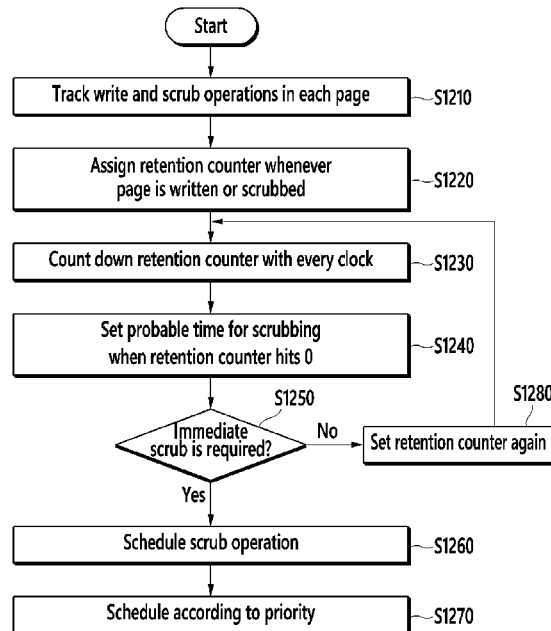 Start
Track write and scrub operations in each page
S1210
Assign retention counter whenever
page is written or scrubbed
S1220
Count down retention counter with every clock
S1230
Set probable time for scrubbing
when retention counter hits 0
S1240
S1250
Immediate
scrub is required?
No
S1280
Set retention counter again
Yes
Schedule scrub operation
S1260
Schedule according to priority
S1270